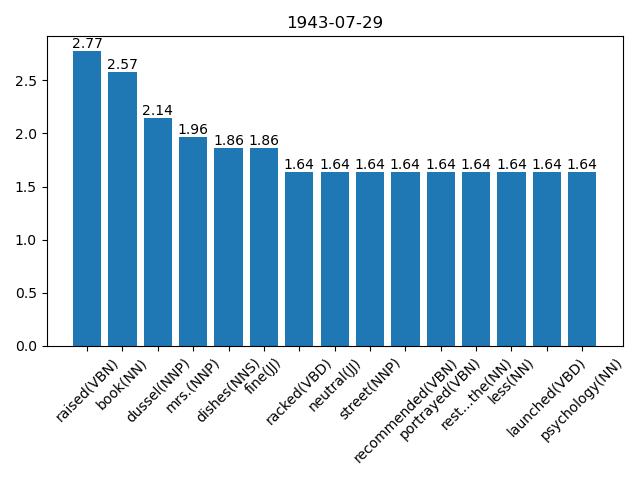 1943-07-29
2.77
2.57
2.14
1.96
1.86
1.86
1.64
1.64
1.64
1.64
1.64
1.64
1.64
1.64
1.64
2.5
2.0
1.5
1.0
0.5
0.0
raised(VBN)
book(NN)
dussel(NNP)
mrs.(NNP)
dishes(NNS)
fine(JJ)
racked(VBD)
neutral(JJ)
street(NNP)
recommended(VBN)
portrayed(VBN)
rest...the(NN)
less(NN)
launched(VBD)
psychology(NN)